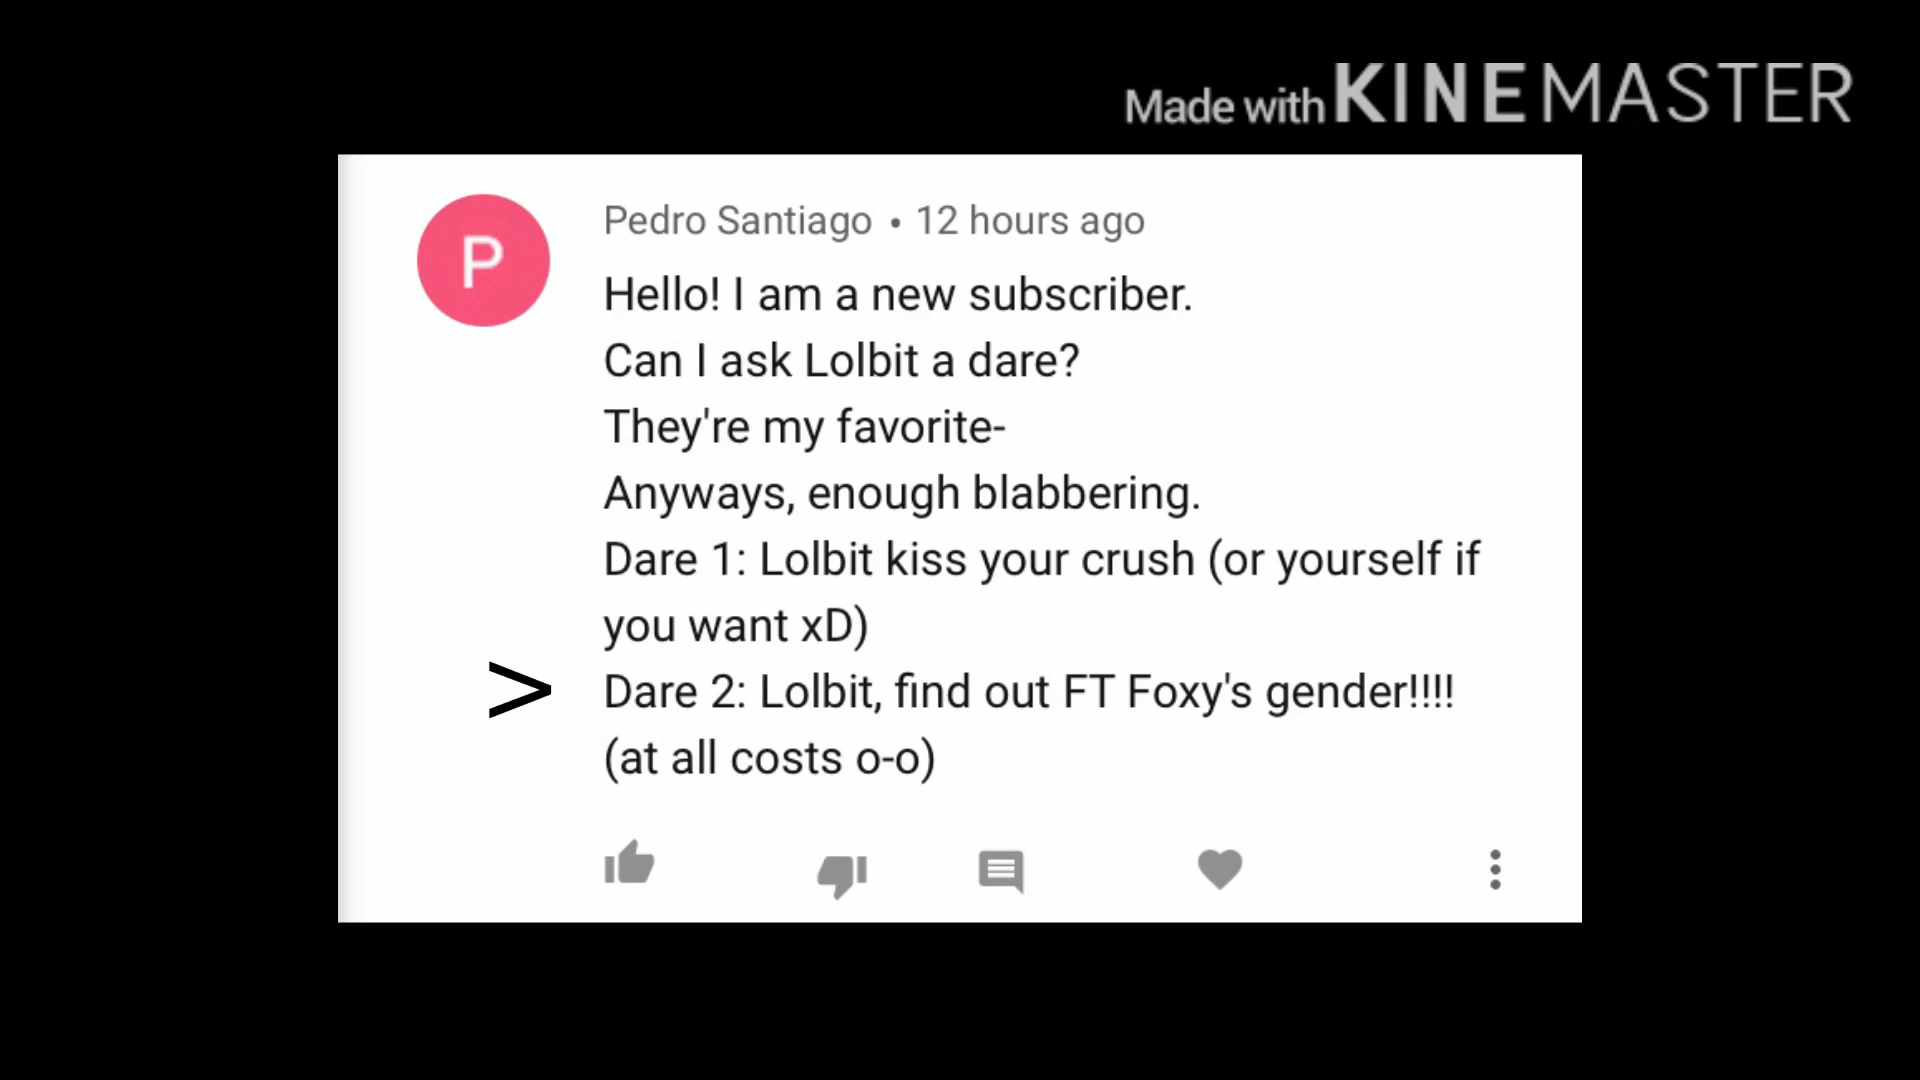 Made with KINEMASTER
P
Pedro Santiago • 12 hours ago
Hello! I am a new subscriber.
Can I ask Lolbit a dare?
They're my favorite-
Anyways, enough blabbering.
Dare 1: Lolbit kiss your crush (or yourself if
you want xD)
> Dare 2: Lolbit, find out FT Foxy's gender!!!!
(at all costs o-o)